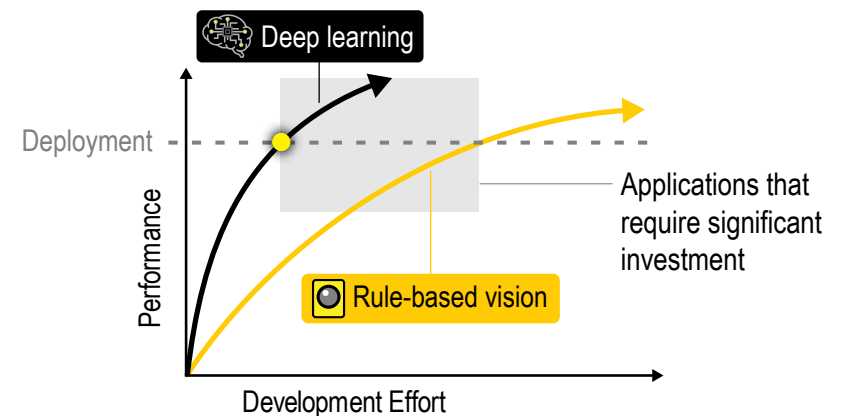 Deep learning
Deployment
Applications that
require significant
investment
Performance
Rule-based vision
Development Effort